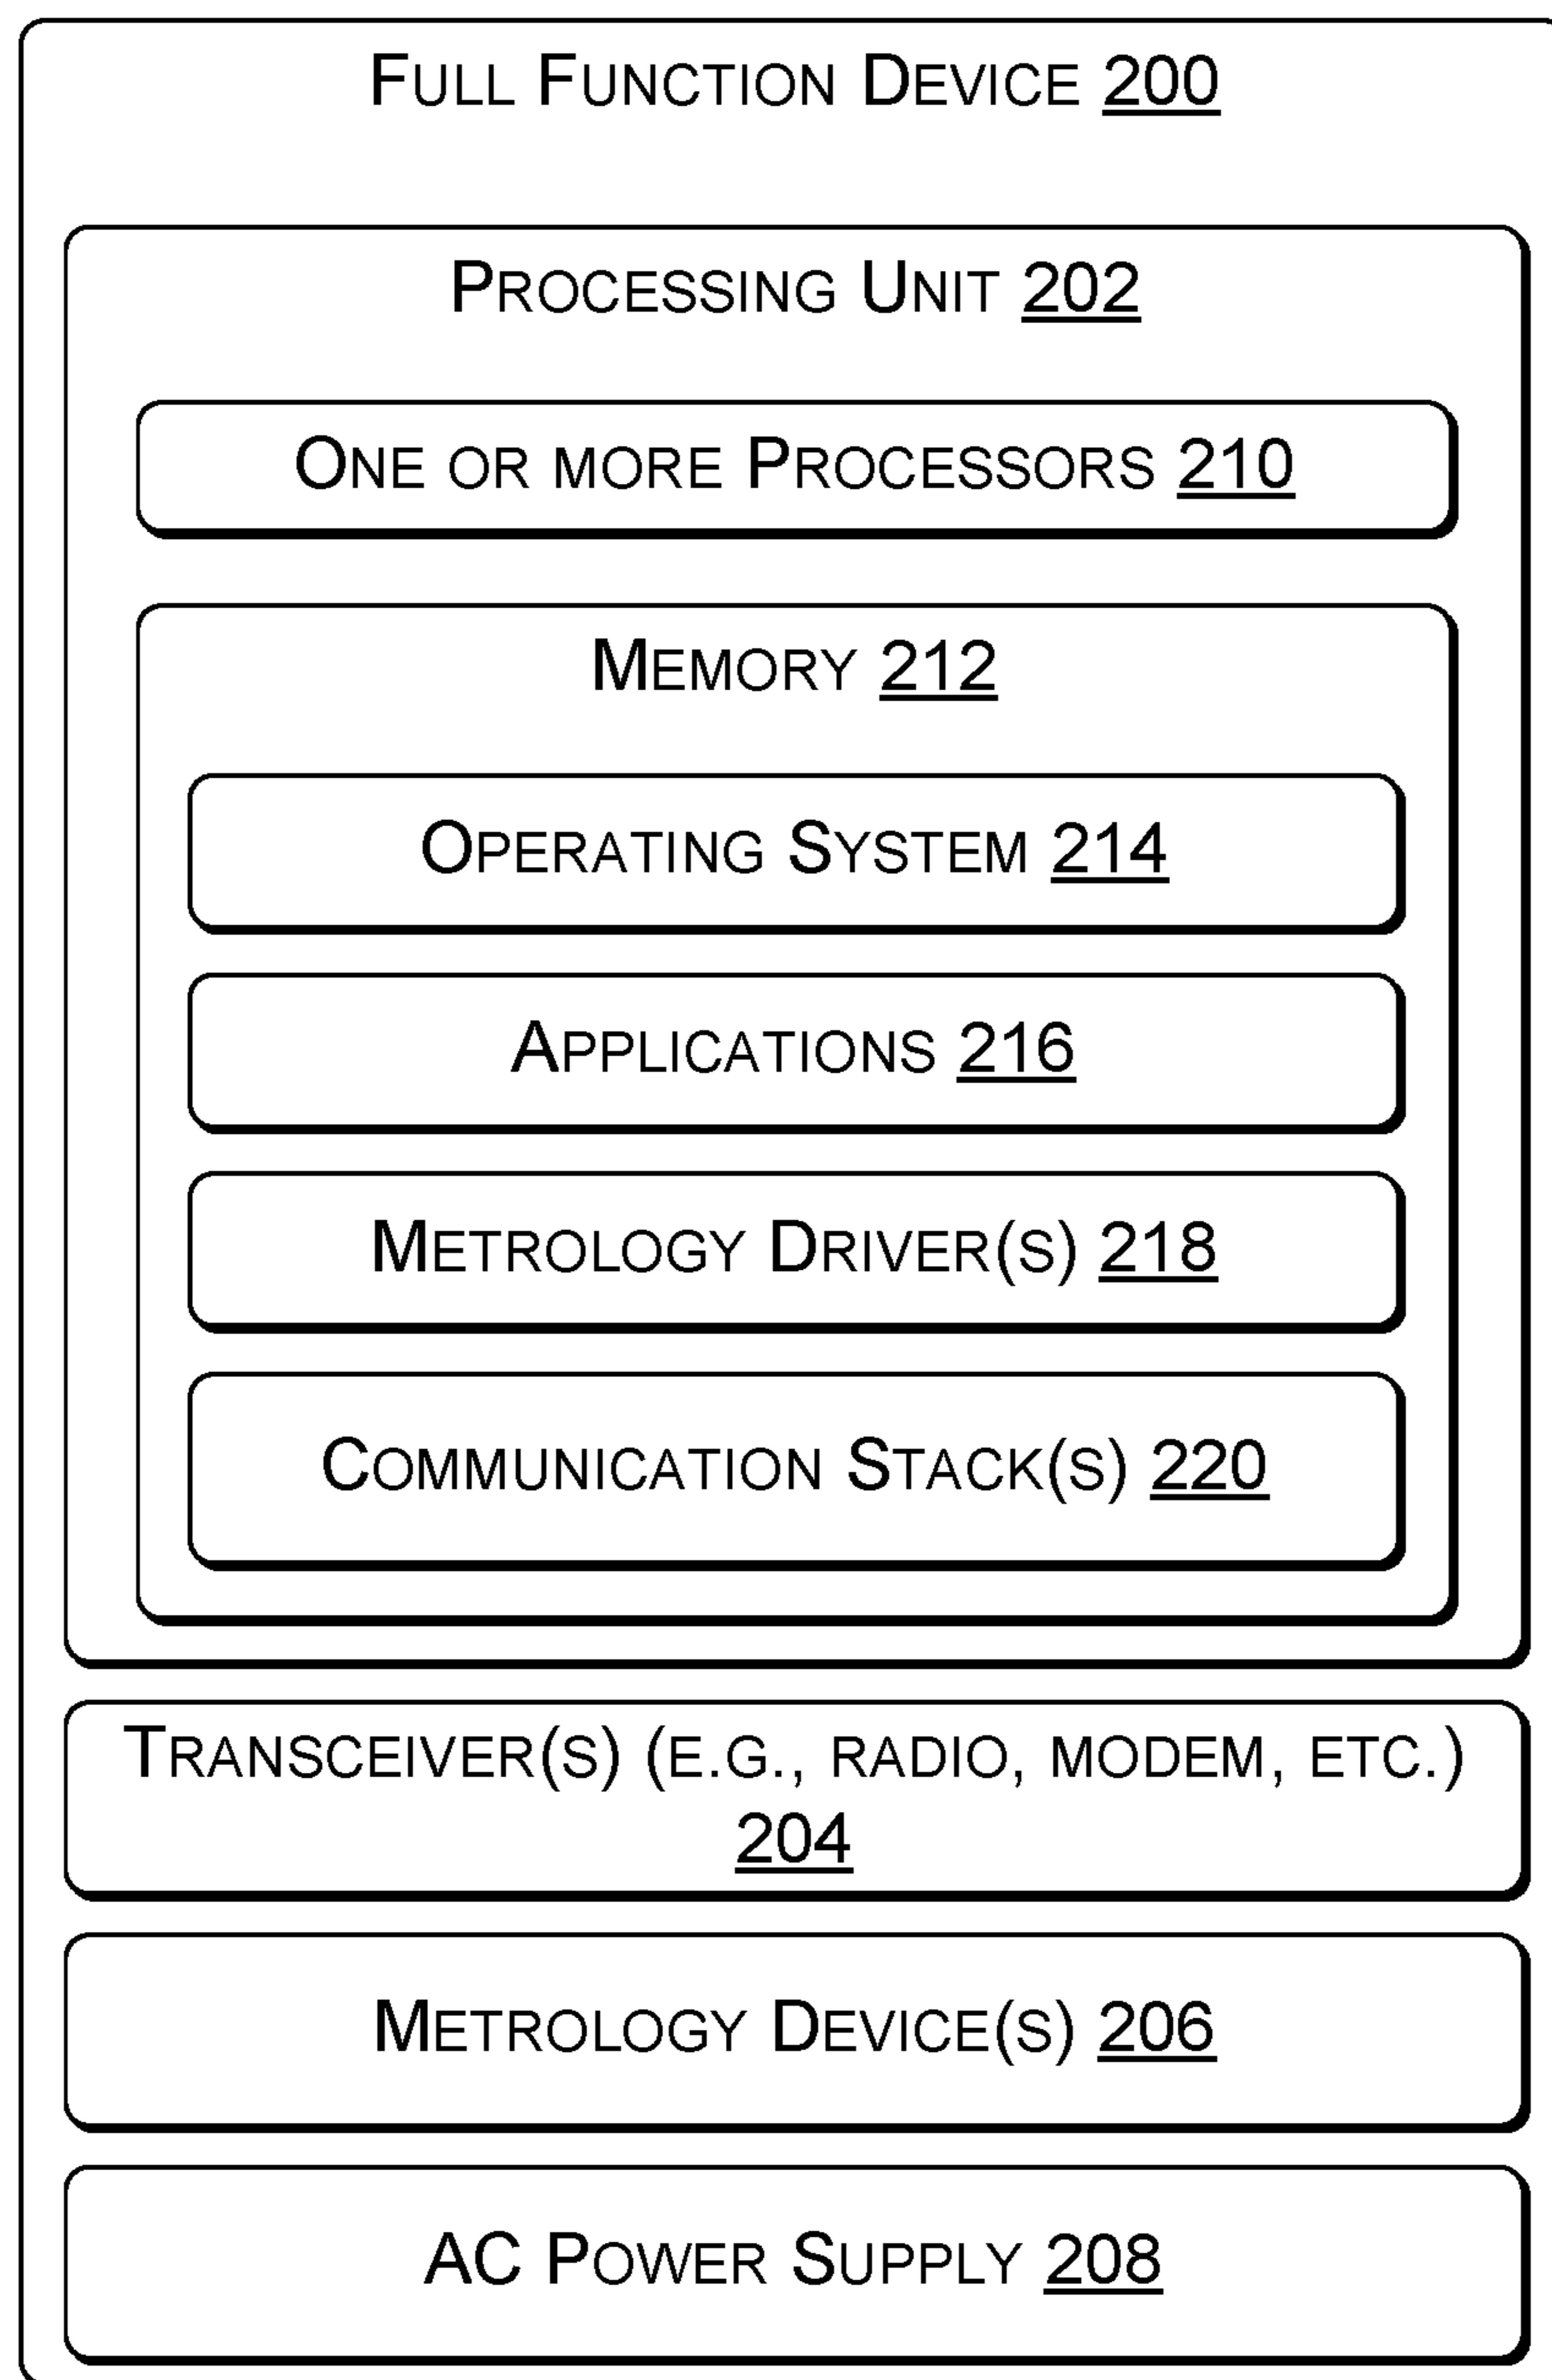 FULL FUNCTION DEVICE 200
PROCESSING UNIT 202
ONE OR MORE PROCESSORS 210
MEMORY 212
OPERATING SYSTEM 214
APPLICATIONS 216
METROLOGY DRIVER(S) 218
COMMUNICATION STACK(S) 220
TRANSCEIVER(S) (E.G., RADIO, MODEM, ETC.)
204
METROLOGY DEVICE(S) 206
AC POWER SUPPLY 208